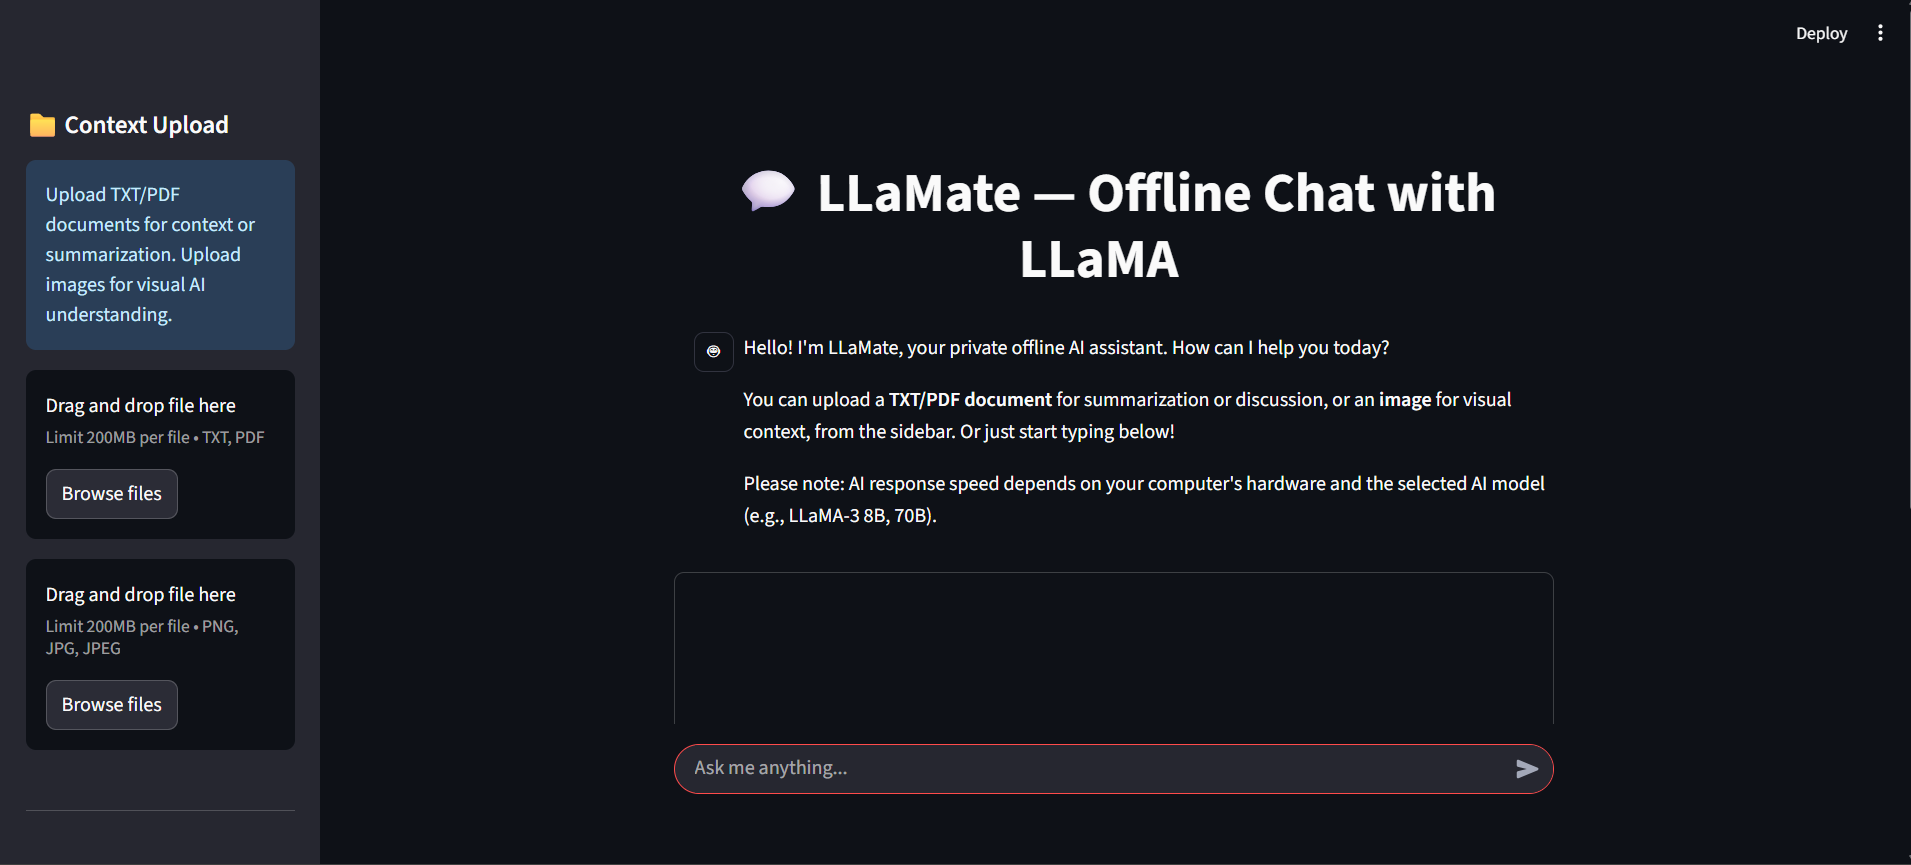 Deploy
Context Upload
Upload TXT/PDF
documents for context or
summarization. Upload
images for visual AI
understanding.
Drag and drop file here
Limit 200MB per file • TXT, PDF
Browse files
Drag and drop file here
Limit 200MB per file • PNG,
JPG, JPEG
Browse files
LLaMate — Offline Chat with
LLaMA
Hello! I'm LLaMate, your private offline AI assistant. How can I help you today?
You can upload a TXT/PDF document for summarization or discussion, or an image for visual
context, from the sidebar. Or just start typing below!
Please note: AI response speed depends on your computer's hardware and the selected AI model
(e.g., LLaMA-3 8B, 70B).
Ask me anything...